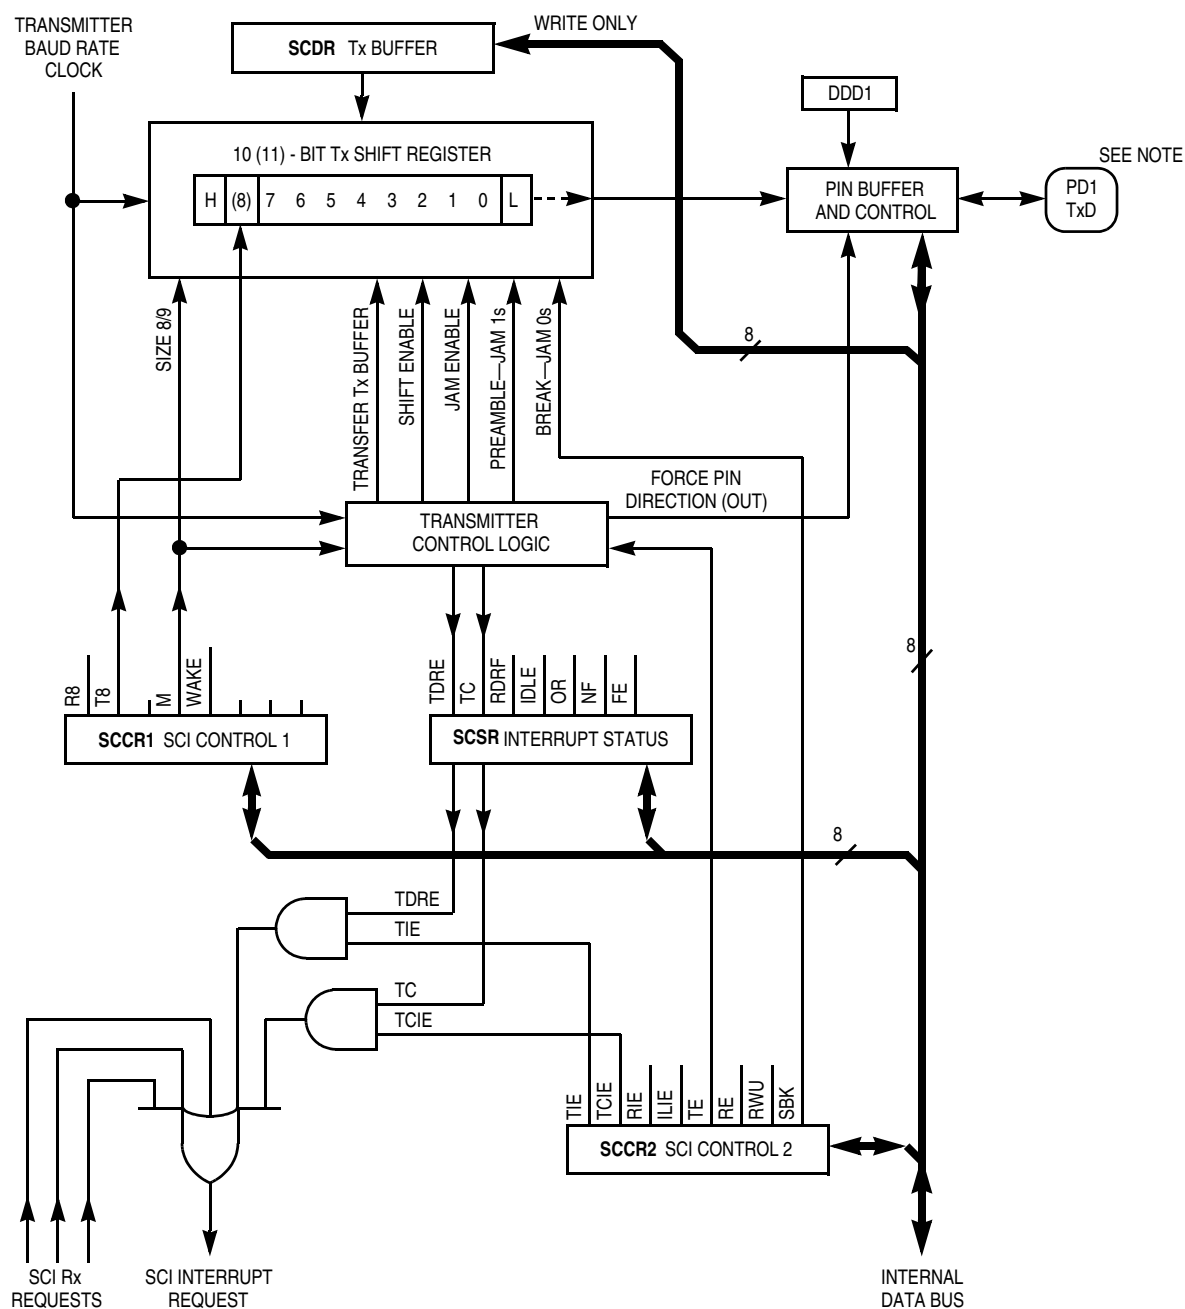 TRANSMITTER
BAUD RATE
CLOCK
SCDR Tx BUFFER
WRITE ONLY
DDD1
10 (11) - BIT Tx SHIFT REGISTER
H (8) 7 6 5 4 3 2 1 0 L
PIN BUFFER
AND CONTROL
SEE NOTE
PD1
TxD
SIZE 8/9
TRANSFER Tx BUFFER
SHIFT ENABLE
JAM ENABLE
PREAMBLE—JAM 1s
BREAK—JAM 0s
8
FORCE PIN
DIRECTION (OUT)
TRANSMITTER
CONTROL LOGIC
8
R8
T8
M
WAKE
SCCR1 SCI CONTROL 1
TDRE
TC
RDRF
IDLE
OR
NF
FE
SCSR INTERRUPT STATUS
8
TDRE
TIE
TC
TCIE
TIE
TCIE
RIE
ILIE
TE
RE
RWU
SBK
SCCR2 SCI CONTROL 2
SCI Rx
REQUESTS
SCI INTERRUPT
REQUEST
INTERNAL
DATA BUS